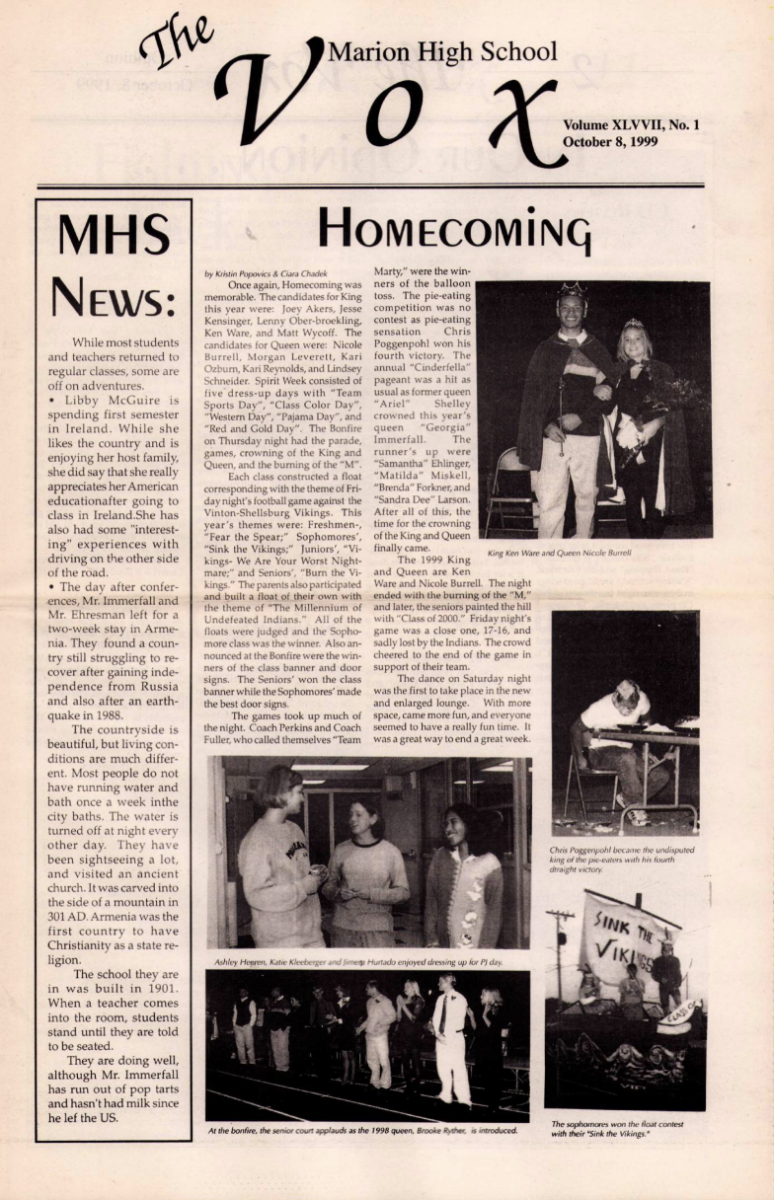 The
Marion High School
Vox
Volume XLVVII, No. 1
October 8, 1999
MHS
News:
While most students
and teachers returned to
regular classes, some are
off on adventures.
• Libby McGuire is
spending first semester
in Ireland. While she
likes the country and is
enjoying her host family,
she did say that she really
appreciates her American
educationafter going to
class in Ireland.She has
also had some "interest-
ing" experiences with
driving on the other side
of the road.
• The day after confer-
ences, Mr. Immerfall and
Mr. Ehresman left for a
two-week stay in Arme-
nia. They found a coun-
try still struggling to re-
cover after gaining inde-
pendence from Russia
and also after an earth-
quake in 1988.
The countryside is
beautiful, but living con-
ditions are much differ-
ent. Most people do not
have running water and
bath once a week inthe
city baths. The water is
turned off at night every
other day. They have
been sightseeing a lot,
and visited an ancient
church. It was carved into
the side of a mountain in
301 AD. Armenia was the
first country to have
Christianity as a state re-
ligion.
The school they are
in was built in 1901.
When a teacher comes
into the room, students
stand until they are told
to be seated.
They are doing well,
although Mr. Immerfall
has run out of pop tarts
and hasn't had milk since
he lef the US.
Homecoming
by Kristin Popovics & Ciara Chadek
Once again, Homecoming was
memorable. The candidates for King
this year were: Joey Akers, Jesse
Kensinger, Lenny Ober-broekling,
Ken Ware, and Matt Wycoff. The
candidates for Queen were: Nicole
Burrell, Morgan Leverett, Kari
Ozburn, Kari Reynolds, and Lindsey
Schneider. Spirit Week consisted of
five dress-up days with "Team
Sports Day", "Class Color Day",
"Western Day", "Pajama Day", and
"Red and Gold Day". The Bonfire
on Thursday night had the parade,
games, crowning of the King and
Queen, and the burning of the "M".
Each class constructed a float
corresponding with the theme of Fri-
day night's football game against the
Vinton-Shellsburg Vikings. This
year's themes were: Freshmen-,
"Fear the Spear;" Sophomores',
"Sink the Vikings;" Juniors', "Vi-
kings- We Are Your Worst Night-
mare;" and Seniors', "Burn the Vi-
kings." The parents also participated
and built a float of their own with
the theme of "The Millennium of
Undefeated Indians." All of the
floats were judged and the Sopho-
more class was the winner. Also an-
nounced at the Bonfire were the win-
ners of the class banner and door
signs. The Seniors' won the class
banner while the Sophomores' made
the best door signs.
The games took up much of
the night. Coach Perkins and Coach
Fuller, who called themselves "Team
Marty," were the win-
ners of the balloon
toss. The pie-eating
competition was no
contest as pie-eating
sensation Chris
Poggenpohl won his
fourth victory. The
annual "Cinderfella"
pageant was a hit as
usual as former queen
"Ariel" Shelley
crowned this year's
queen "Georgia"
Immerfall. The
runner's up were
"Samantha" Ehlinger,
"Matilda" Miskell,
"Brenda" Forkner, and
"Sandra Dee" Larson.
After all of this, the
time for the crowning
of the King and Queen
finally came.
The 1999 King
and Queen are Ken
Ware and Nicole Burrell. The night
ended with the burning of the "M,"
and later, the seniors painted the hill
with "Class of 2000." Friday night's
game was a close one, 17-16, and
sadly lost by the Indians. The crowd
cheered to the end of the game in
support of their team.
The dance on Saturday night
was the first to take place in the new
and enlarged lounge. With more
space, came more fun, and everyone
seemed to have a really fun time. It
was a great way to end a great week.
King Ken Ware and Queen Nicole Burrell
Chris Poggenpohl became the undisputed
king of the pie-eaters with his fourth
dtraight victory.
Ashley Heeren, Katie Kleeberger and Jimena Hurtado enjoyed dressing up for PJ day.
SINK THE
VIKINGS
CLASS OF
At the bonfire, the senior court applauds as the 1998 queen, Brooke Ryther, is introduced.
The sophomores won the float contest
with their "Sink the Vikings."